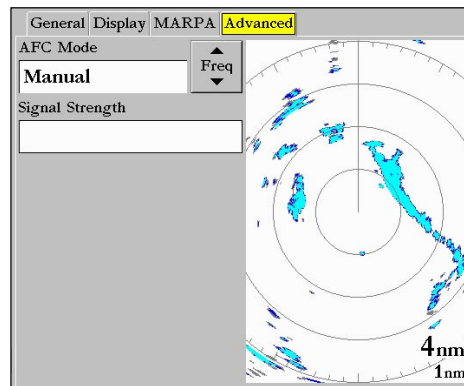 General Display MARPA Advanced
AFC Mode
Manual
Freq
Signal Strength
4nm
1nm